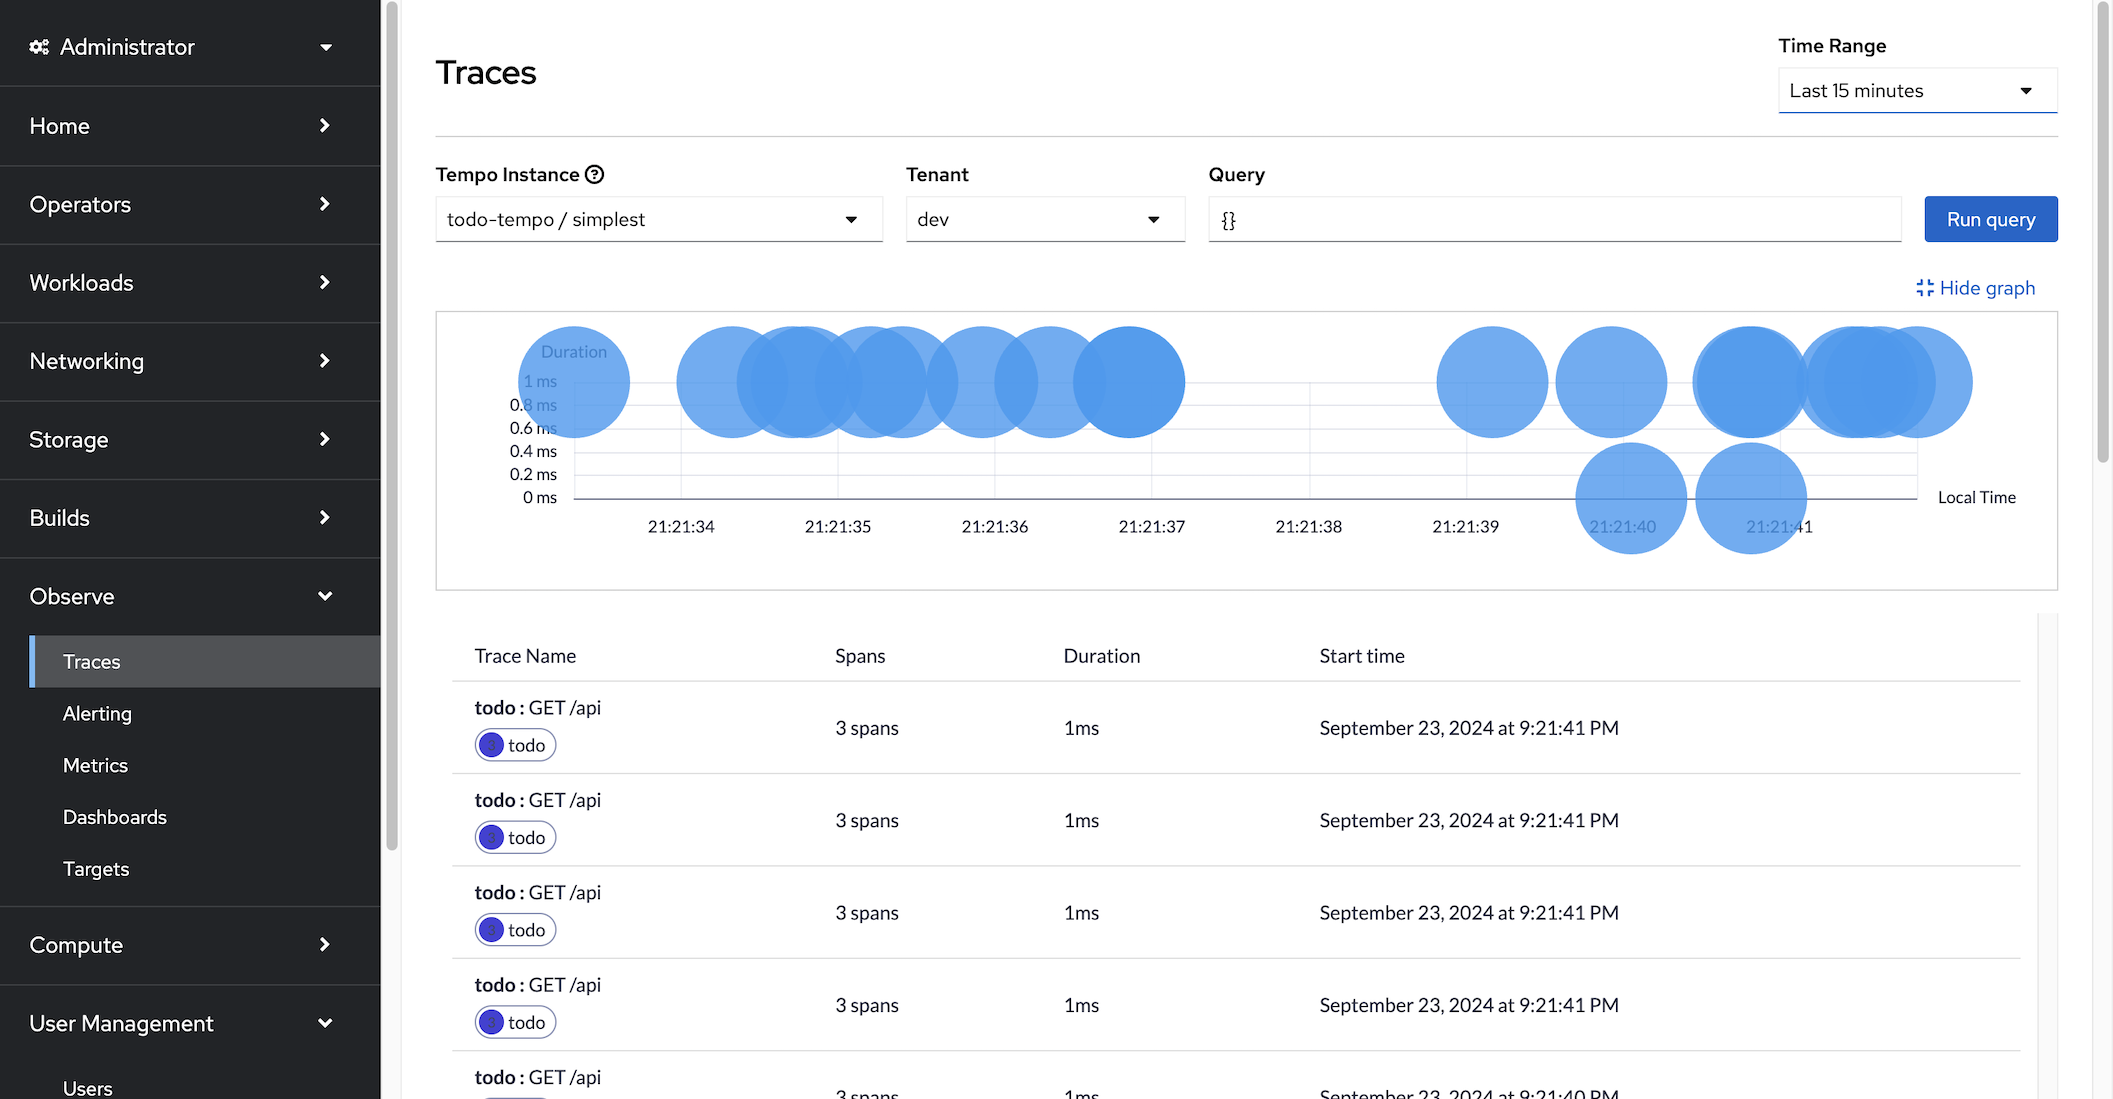 Administrator
Home
Operators
Workloads
Networking
Storage
Builds
Observe
Traces
Alerting
Metrics
Dashboards
Targets
Compute
User Management
Users
Traces
Time Range
Last 15 minutes
Tempo Instance
Tenant
Query
todo-tempo / simplest
dev
{}
Run query
Hide graph
Duration
1 ms
0.8 ms
0.6 ms
0.4 ms
0.2 ms
0 ms
Local Time
21:21:34 21:21:35 21:21:36 21:21:37 21:21:38 21:21:39 21:21:40 21:21:41
Trace Name Spans Duration Start time
todo : GET /api
3 todo
3 spans 1ms September 23, 2024 at 9:21:41 PM
todo : GET /api
3 todo
3 spans 1ms September 23, 2024 at 9:21:41 PM
todo : GET /api
3 todo
3 spans 1ms September 23, 2024 at 9:21:41 PM
todo : GET /api
3 todo
3 spans 1ms September 23, 2024 at 9:21:41 PM
todo : GET /api
3 spans 1ms September 23, 2024 at 9:21:40 PM